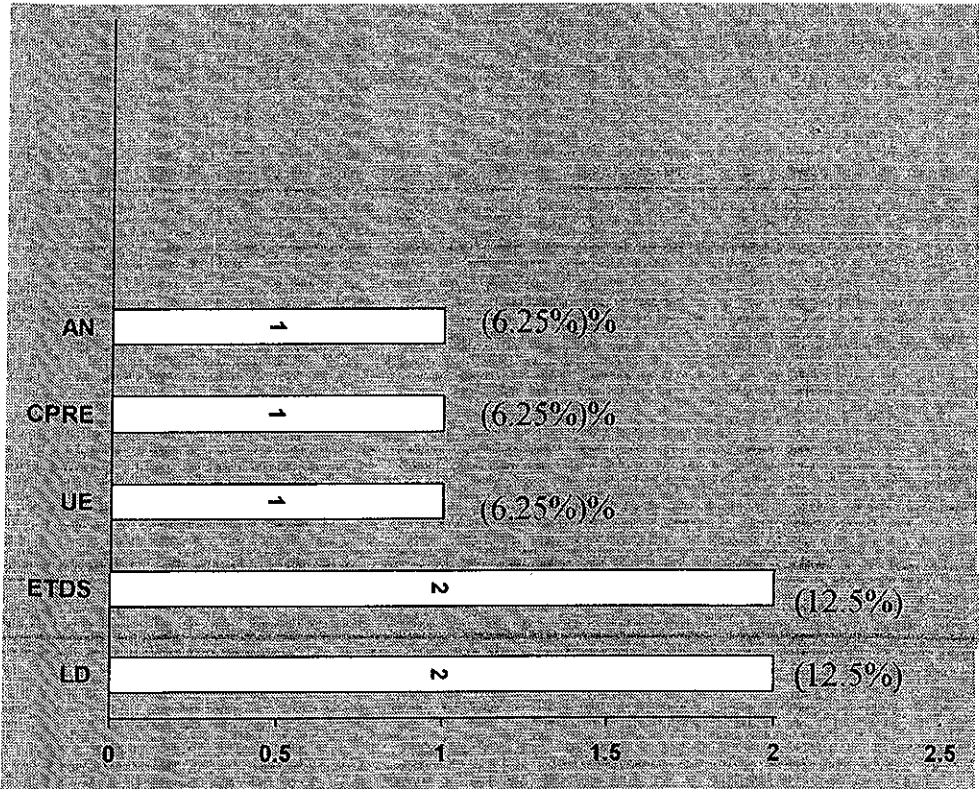 AN 1 (6.25%)%
CPRE 1 (6.25%)%
UE 1 (6.25%)%
ETDS 2 (12.5%)
LD 2 (12.5%)
0 0.5 1 1.5 2 2.5